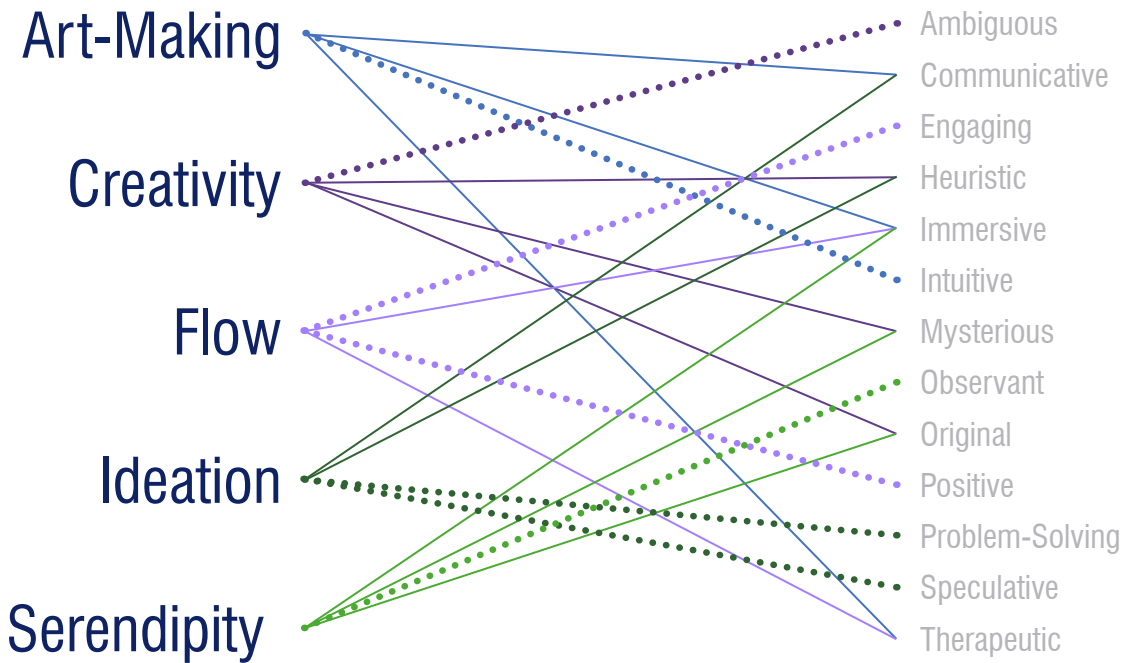 Art-Making
Creativity
Flow
Ideation
Serendipity
Ambiguous
Communicative
Engaging
Heuristic
Immersive
Intuitive
Mysterious
Observant
Original
Positive
Problem-Solving
Speculative
Therapeutic